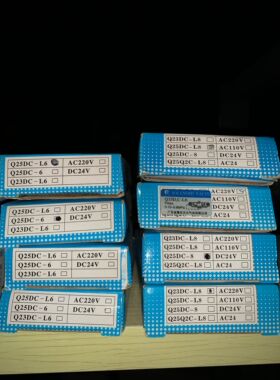 Q25DC-L6 AC220V
Q25DC-6 DC24V
Q23DC-L6
Q25DC-L6 AC220V
Q25DC-6 DC24V
Q23DC-L6
Q25DC-L6 AC220V
Q25DC-6 DC24V
Q23DC-L6
Q25DC-L6 AC220V
Q25DC-6 DC24V
Q23DC-L6
Q23DC-L8 AC220V
Q25DC-L8 AC110V
Q25DC-8 DC24V
Q25Q2C-L8 AC24
AC220V
Q23DC-L8 AC110V
DC24V
AC24
Q23DC-L8 AC220V
Q25DC-L8 AC110V
Q25DC-8 DC24V
Q25Q2C-L8 AC24
Q23DC-L8 AC220V
Q25DC-L8 AC110V
Q25DC-8 DC24V
Q25Q2C-L8 AC24